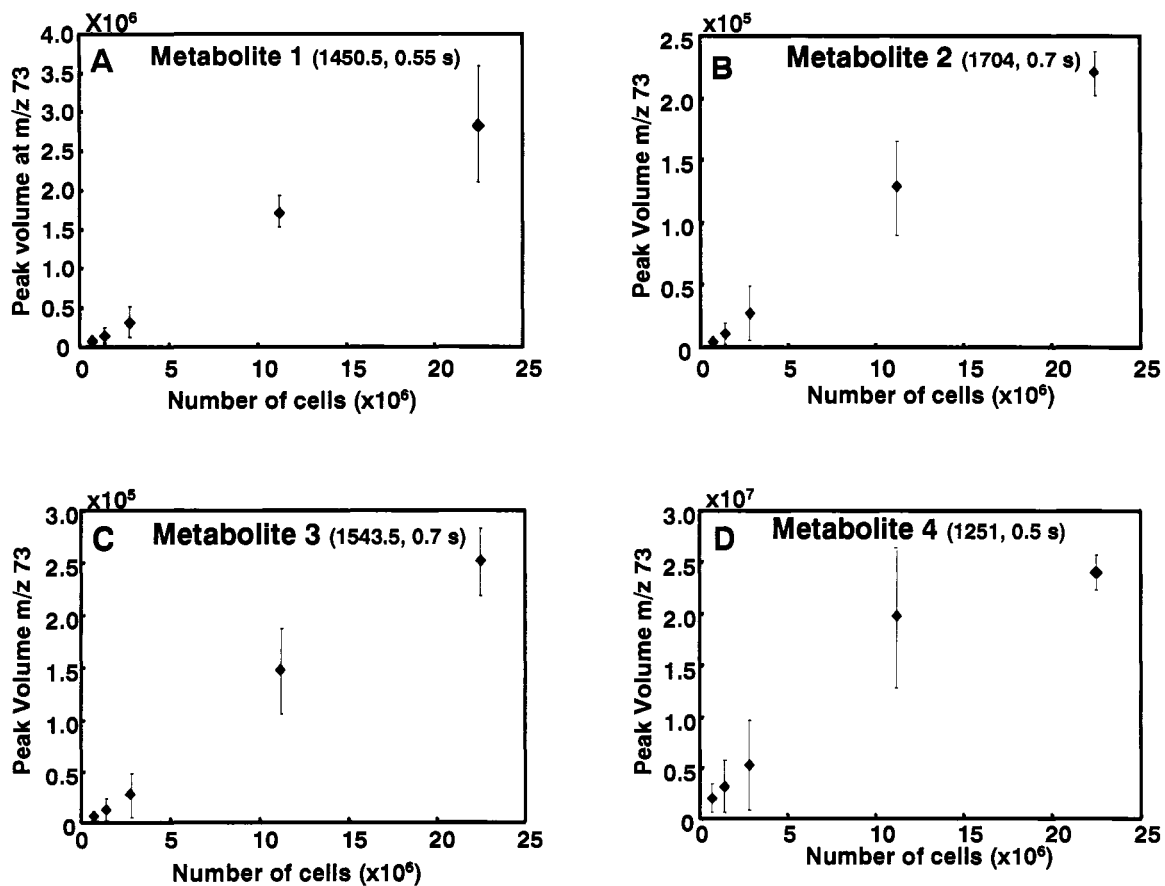 X10⁶
4.0
A Metabolite 1 (1450.5, 0.55 s)
3.5
3.0
2.5
2.0
1.5
1.0
0.5
0
Peak volume at m/z 73
0 5 10 15 20 25
Number of cells (x10⁶)
x10⁵
2.5
B Metabolite 2 (1704, 0.7 s)
2.0
1.5
1.0
0.5
0
Peak Volume m/z 73
0 5 10 15 20 25
Number of cells (x10⁶)
x10⁵
3.0
C Metabolite 3 (1543.5, 0.7 s)
2.5
2.0
1.5
1.0
0.5
0
Peak Volume m/z 73
0 5 10 15 20 25
Number of cells (x10⁶)
x10⁷
3.0
D Metabolite 4 (1251, 0.5 s)
2.5
2.0
1.5
1.0
0.5
0
Peak Volume m/z 73
0 5 10 15 20 25
Number of cells (x10⁶)